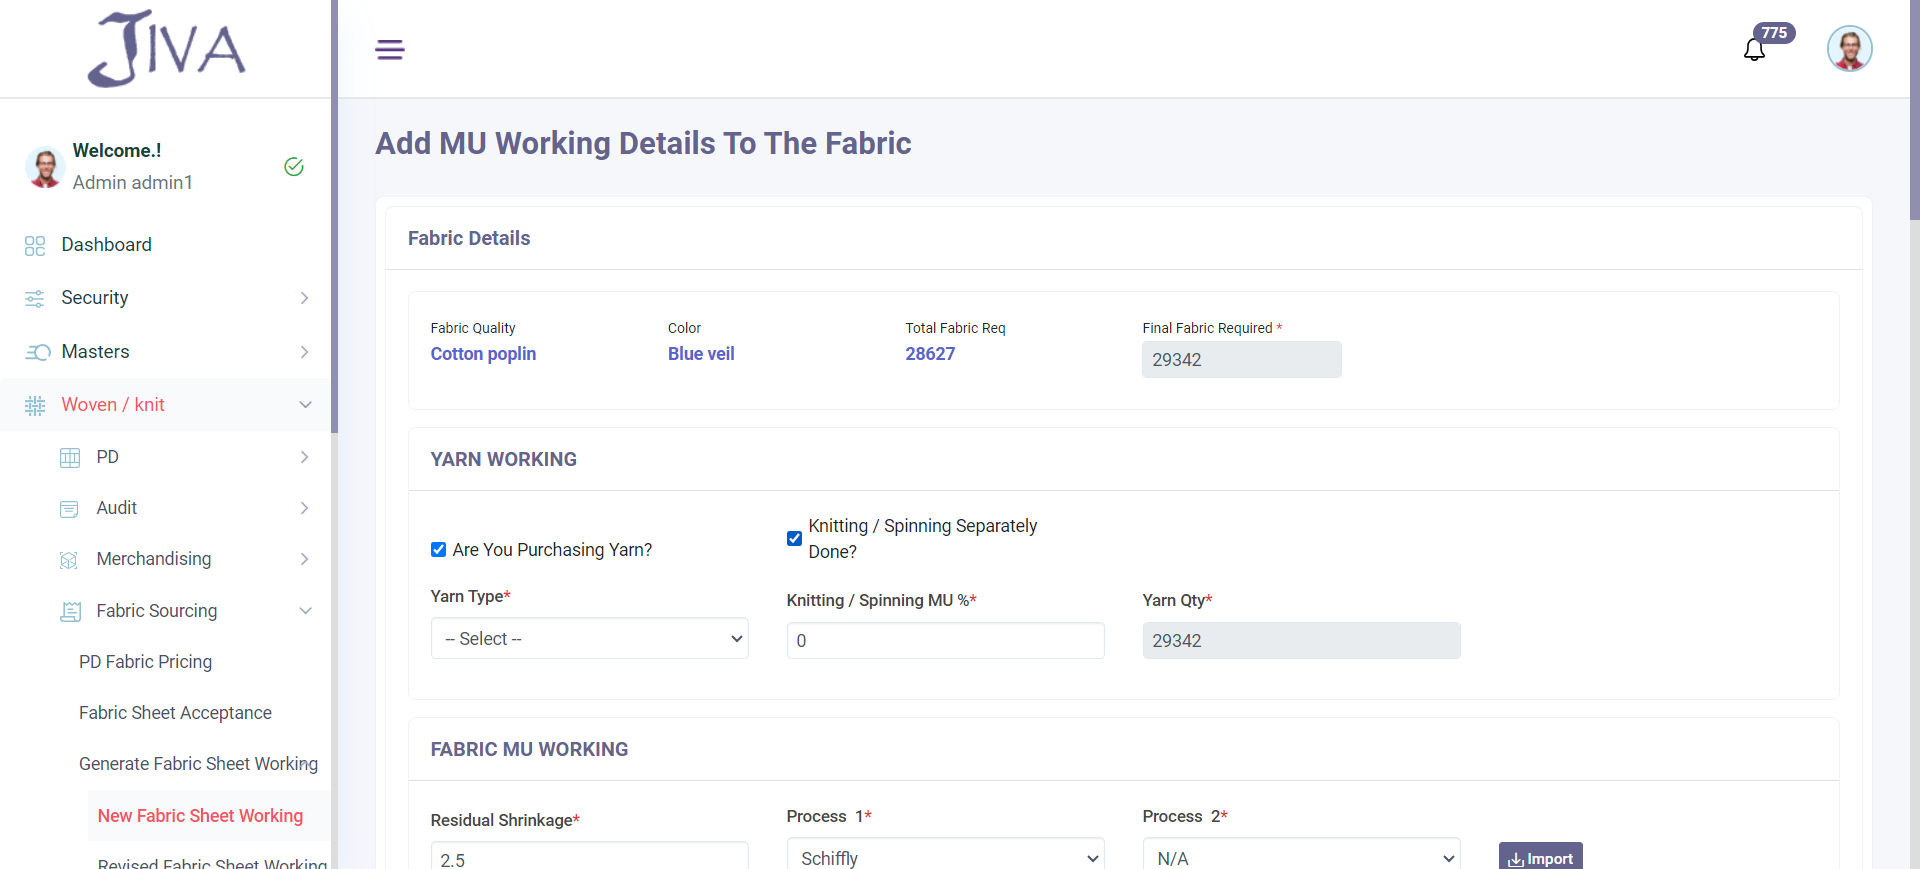 JIVA
775
Welcome.!
Admin admin1
Dashboard
Security
Masters
Woven / knit
PD
Audit
Merchandising
Fabric Sourcing
PD Fabric Pricing
Fabric Sheet Acceptance
Generate Fabric Sheet Working
New Fabric Sheet Working
Revised Fabric Sheet Working
Add MU Working Details To The Fabric
Fabric Details
Fabric Quality Color Total Fabric Req Final Fabric Required *
Cotton poplin Blue veil 28627 29342
YARN WORKING
Are You Purchasing Yarn? Knitting / Spinning Separately
Done?
Yarn Type* Knitting / Spinning MU %* Yarn Qty*
-- Select -- 0 29342
FABRIC MU WORKING
Residual Shrinkage* Process 1* Process 2*
2.5 Schiffly N/A Import